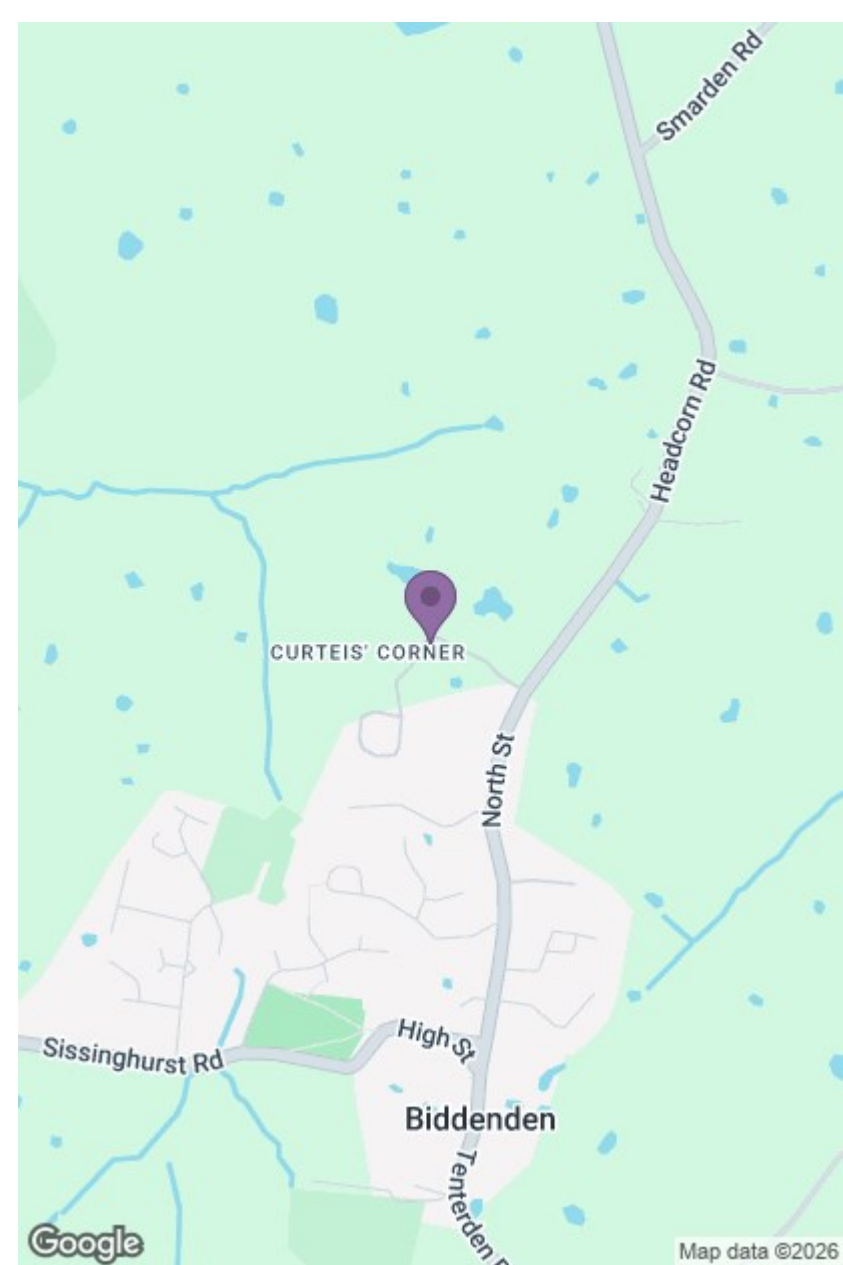 Smarden Rd
Headcorn Rd
CURTEIS' CORNER
North St
High St
Sissinghurst Rd
Biddenden
Tenterden
Google
Map data ©2026